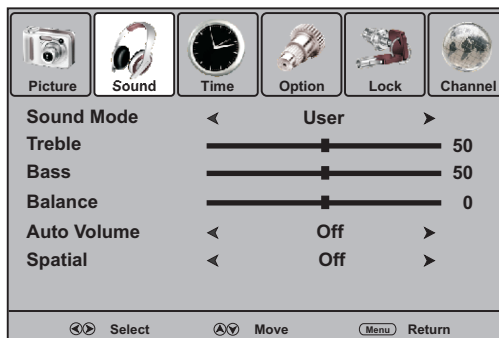 Picture Sound Time Option Lock Channel
Sound Mode User
Treble 50
Bass 50
Balance 0
Auto Volume Off
Spatial Off
Select Move Menu Return